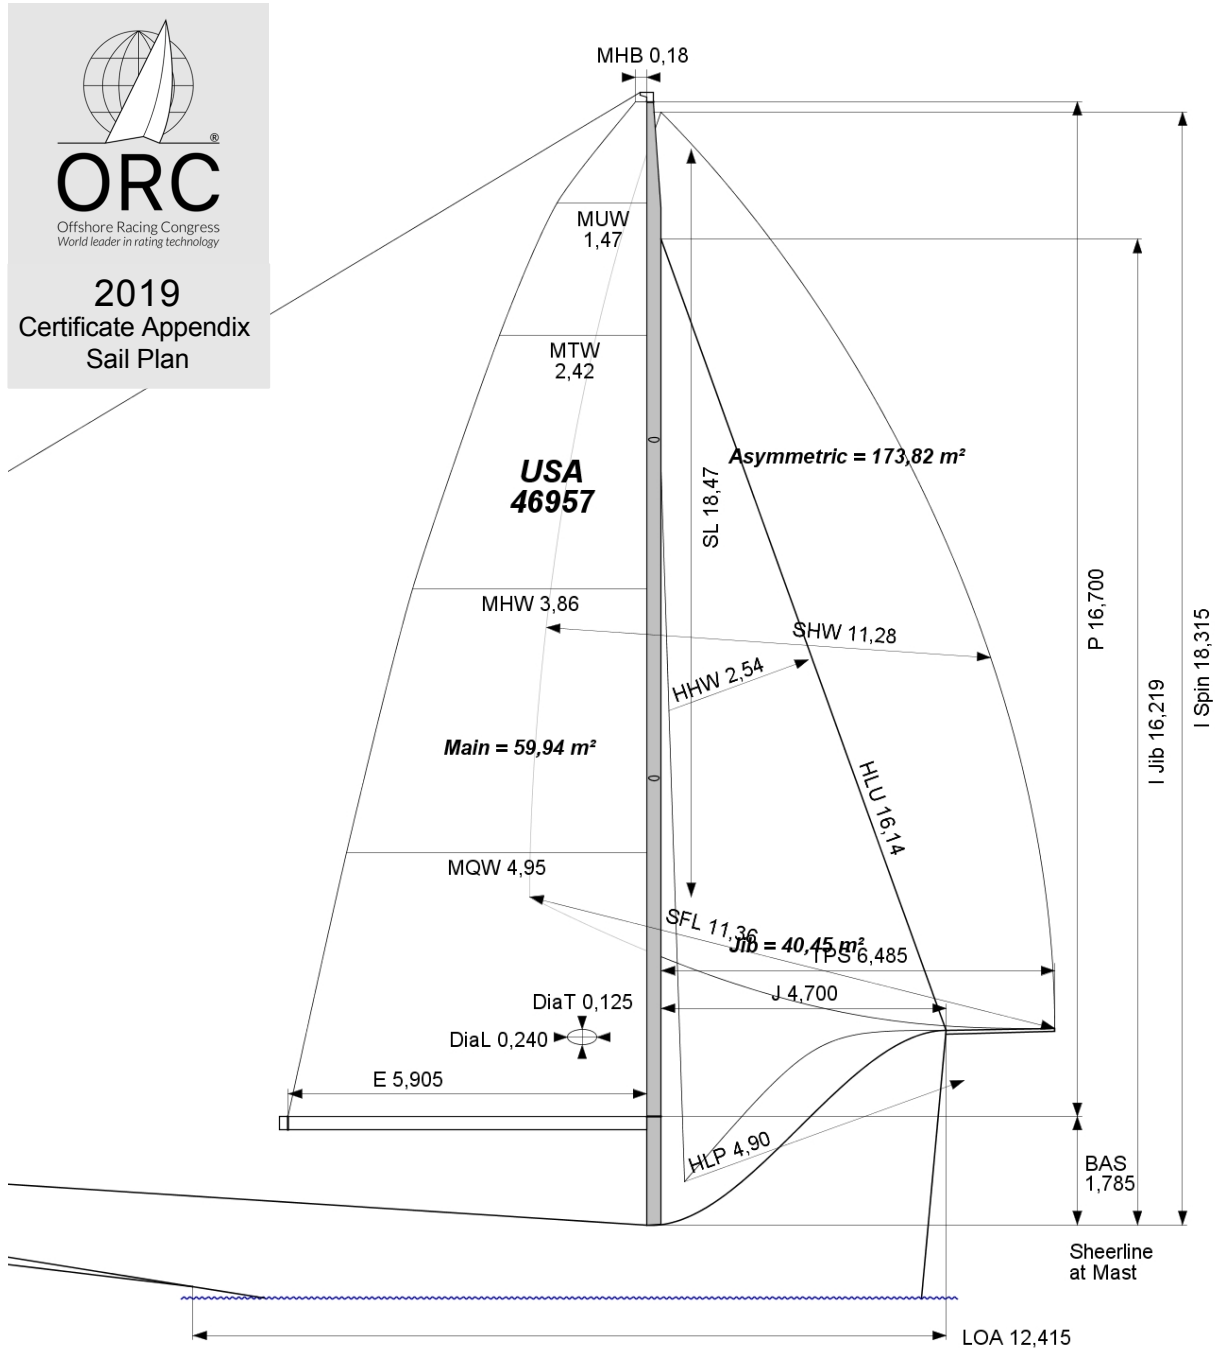 MHB 0,18
®
ORC
Offshore Racing Congress
World leader in rating technology
2019
Certificate Appendix
Sail Plan
MUW
1,47
MTW
2,42
USA
46957
Asymmetric = 173,82 m²
SL 18,47
P 16,700
I Spin 18,315
I Jib 16,219
MHW 3,86
SHW 11,28
HHW 2,54
Main = 59,94 m²
HLU 16,14
MQW 4,95
SFL 11,36
Jib = 40,45 m²
TPS 6,485
J 4,700
DiaT 0,125
DiaL 0,240
E 5,905
HLP 4,90
BAS
1,785
Sheerline
at Mast
LOA 12,415